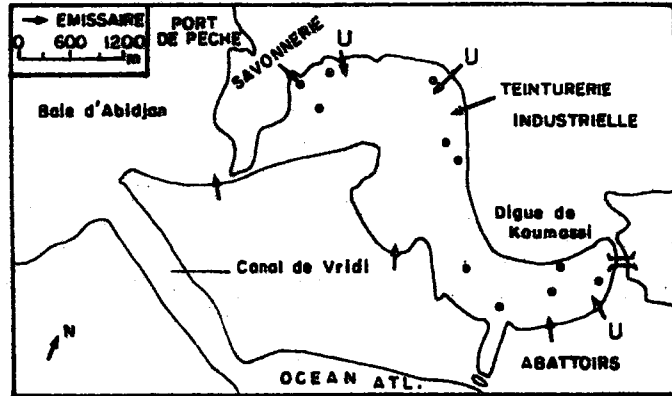 → EMISSAIRE
0 600 1200
m
PORT
DE PECHE
SAVONNERIE
U
U
TEINTURERIE
INDUSTRIELLE
Baie d'Abidjan
Digue de
Koumassi
Canal de Vridi
N
U
ABATTOIRS
OCEAN ATL.